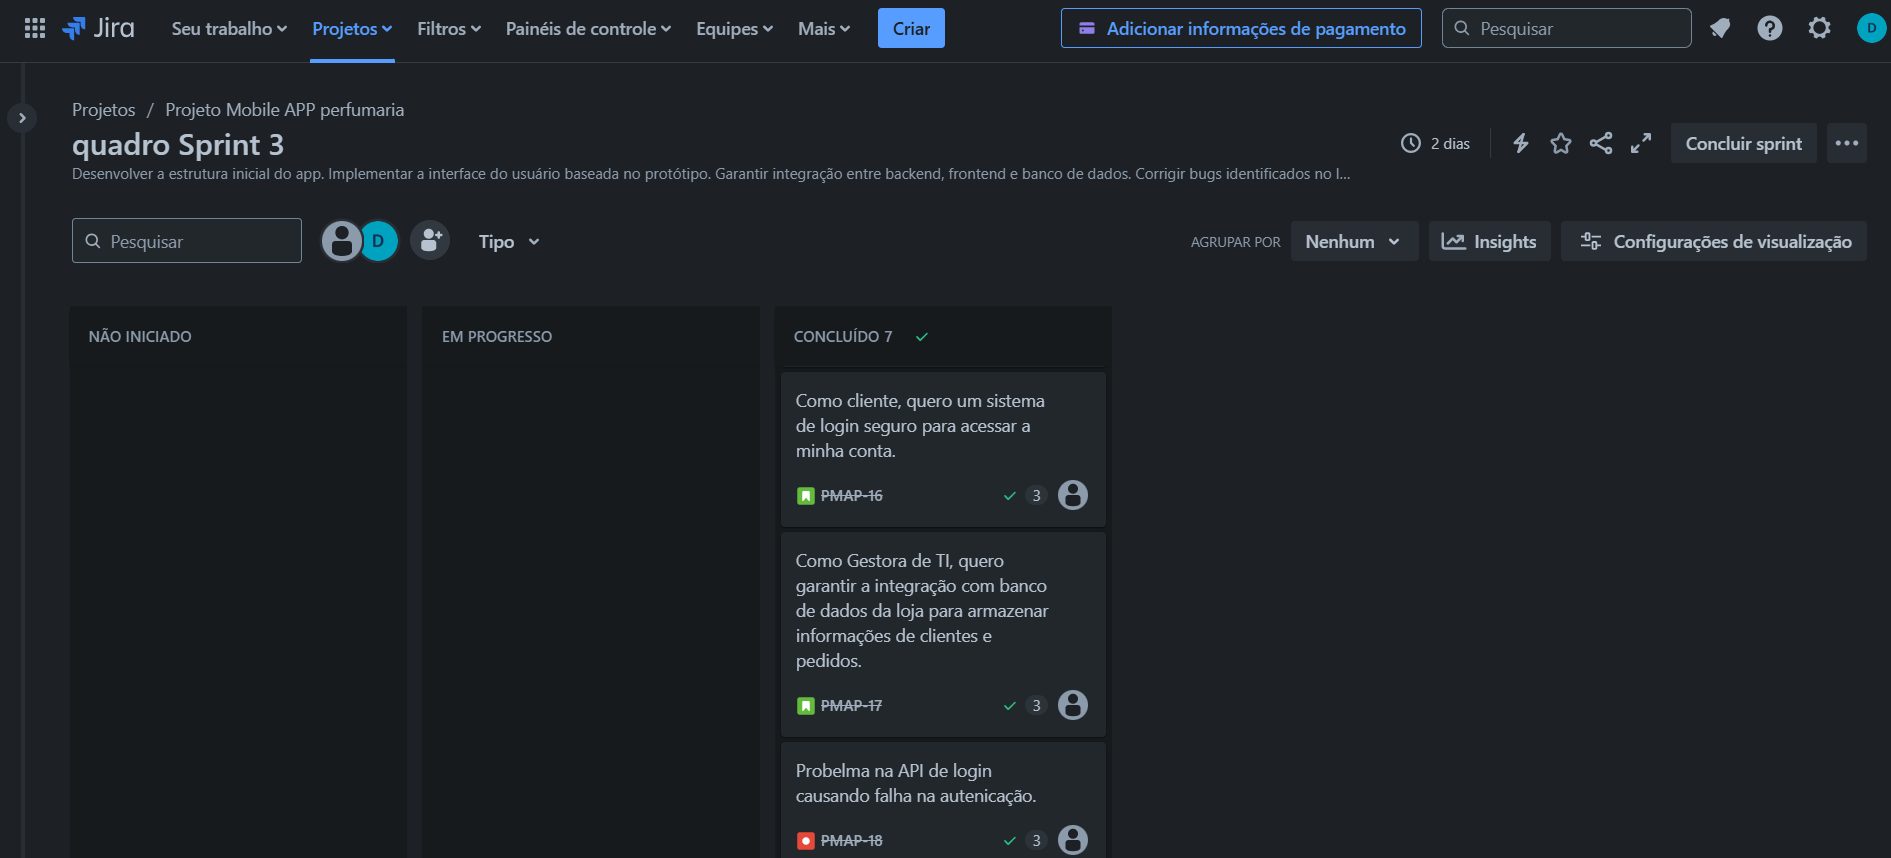 Jira
Seu trabalho
Projetos
Filtros
Painéis de controle
Equipes
Mais
Criar
Adicionar informações de pagamento
Pesquisar
D
Projetos / Projeto Mobile APP perfumaria
quadro Sprint 3
2 dias
Concluir sprint
Desenvolver a estrutura inicial do app. Implementar a interface do usuário baseada no protótipo. Garantir integração entre backend, frontend e banco de dados. Corrigir bugs identificados no l...
Pesquisar
D
Tipo
AGRUPAR POR
Nenhum
Insights
Configurações de visualização
NÃO INICIADO
EM PROGRESSO
CONCLUÍDO 7
Como cliente, quero um sistema
de login seguro para acessar a
minha conta.
PMAP-16
3
Como Gestora de TI, quero
garantir a integração com banco
de dados da loja para armazenar
informações de clientes e
pedidos.
PMAP-17
3
Probelma na API de login
causando falha na autenicação.
PMAP-18
3